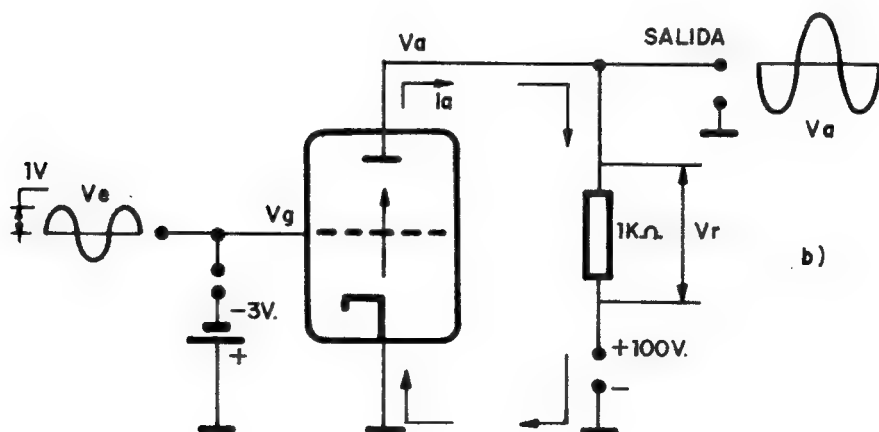 Va
SALIDA
Ia
Va
1V
Ve
Vg
1KΩ.
Vr
b)
-3V.
+
+100V.
-